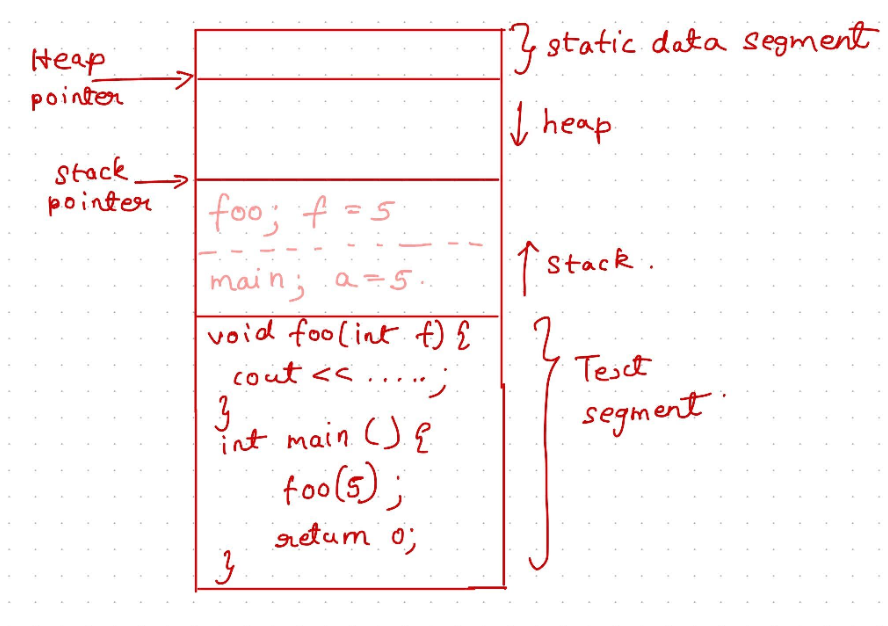 } static data segment
Heap
pointer
↓ heap
stack
pointer
foo; f = 5
main; a=5.
↑ stack.
void foo(int f) {
cout << .....;
}
int main () {
foo(5);
return 0;
}
} Text
segment